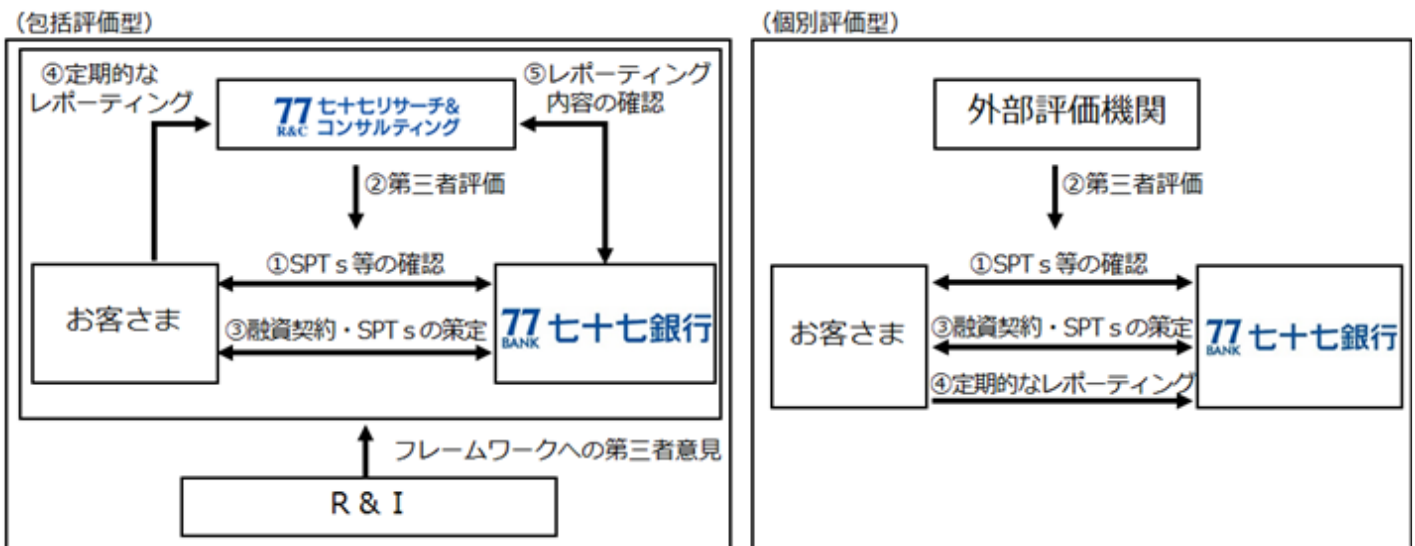 （包括評価型）
④定期的な
レポーティング
77 R&C 七十七リサーチ&
コンサルティング
⑤レポーティング
内容の確認
②第三者評価
①SPTｓ等の確認
お客さま
③融資契約・SPTｓの策定
77 BANK 七十七銀行
フレームワークへの第三者意見
Ｒ＆Ｉ
（個別評価型）
外部評価機関
②第三者評価
①SPTｓ等の確認
お客さま
③融資契約・SPTｓの策定
77 BANK 七十七銀行
④定期的なレポーティング